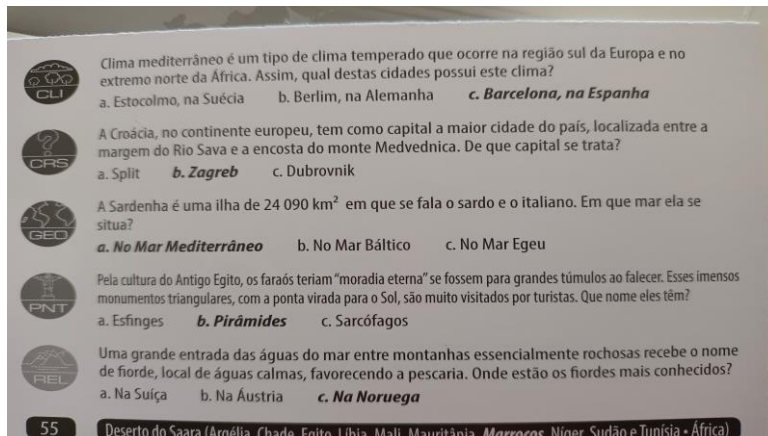 CLI
Clima mediterrâneo é um tipo de clima temperado que ocorre na região sul da Europa e no
extremo norte da África. Assim, qual destas cidades possui este clima?
a. Estocolmo, na Suécia b. Berlim, na Alemanha c. Barcelona, na Espanha
CRS
A Croácia, no continente europeu, tem como capital a maior cidade do país, localizada entre a
margem do Rio Sava e a encosta do monte Medvednica. De que capital se trata?
a. Split b. Zagreb c. Dubrovnik
GEO
A Sardenha é uma ilha de 24 090 km² em que se fala o sardo e o italiano. Em que mar ela se
situa?
a. No Mar Mediterrâneo b. No Mar Báltico c. No Mar Egeu
PNT
Pela cultura do Antigo Egito, os faraós teriam "moradia eterna" se fossem para grandes túmulos ao falecer. Esses imensos
monumentos triangulares, com a ponta virada para o Sol, são muito visitados por turistas. Que nome eles têm?
a. Esfinges b. Pirâmides c. Sarcófagos
REL
Uma grande entrada das águas do mar entre montanhas essencialmente rochosas recebe o nome
de fiorde, local de águas calmas, favorecendo a pescaria. Onde estão os fiordes mais conhecidos?
a. Na Suíça b. Na Áustria c. Na Noruega
55 Deserto do Saara (Argélia, Chade, Egito, Líbia, Mali, Mauritânia, Marrocos, Níger, Sudão e Tunísia • África)